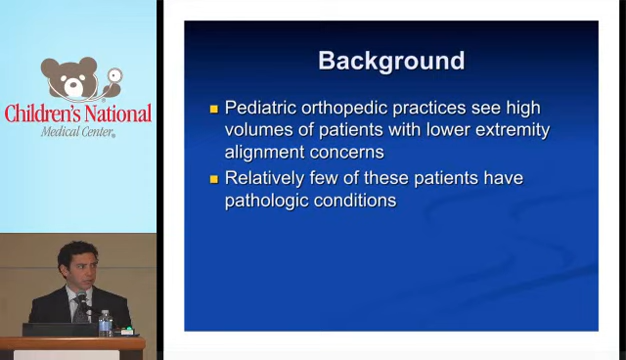 Children's National
Medical Center®
Background
Pediatric orthopedic practices see high
volumes of patients with lower extremity
alignment concerns
Relatively few of these patients have
pathologic conditions